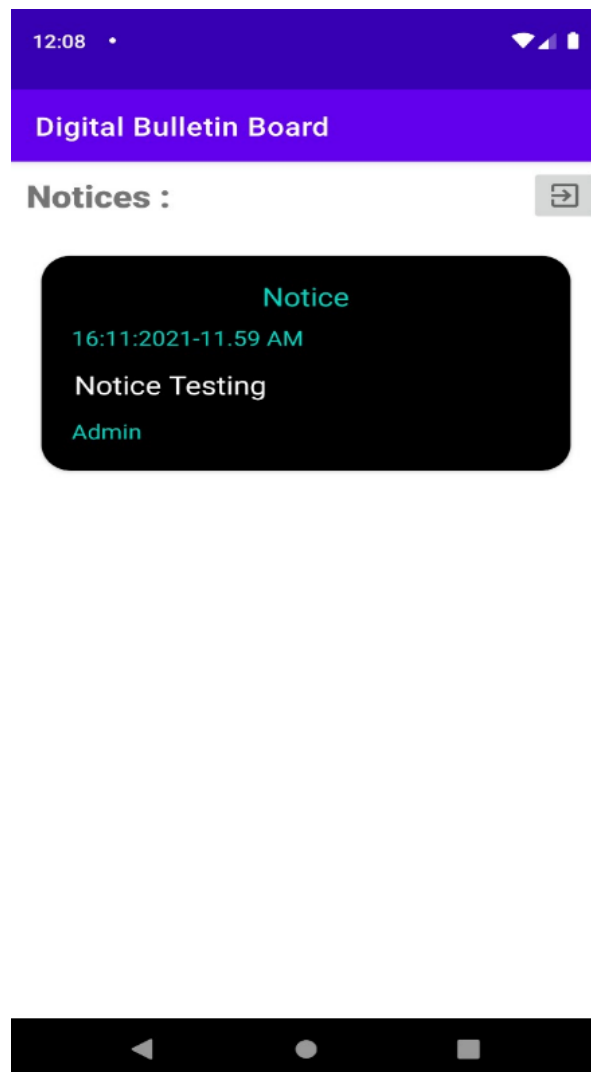 12:08
Digital Bulletin Board
Notices :
Notice
16:11:2021-11.59 AM
Notice Testing
Admin